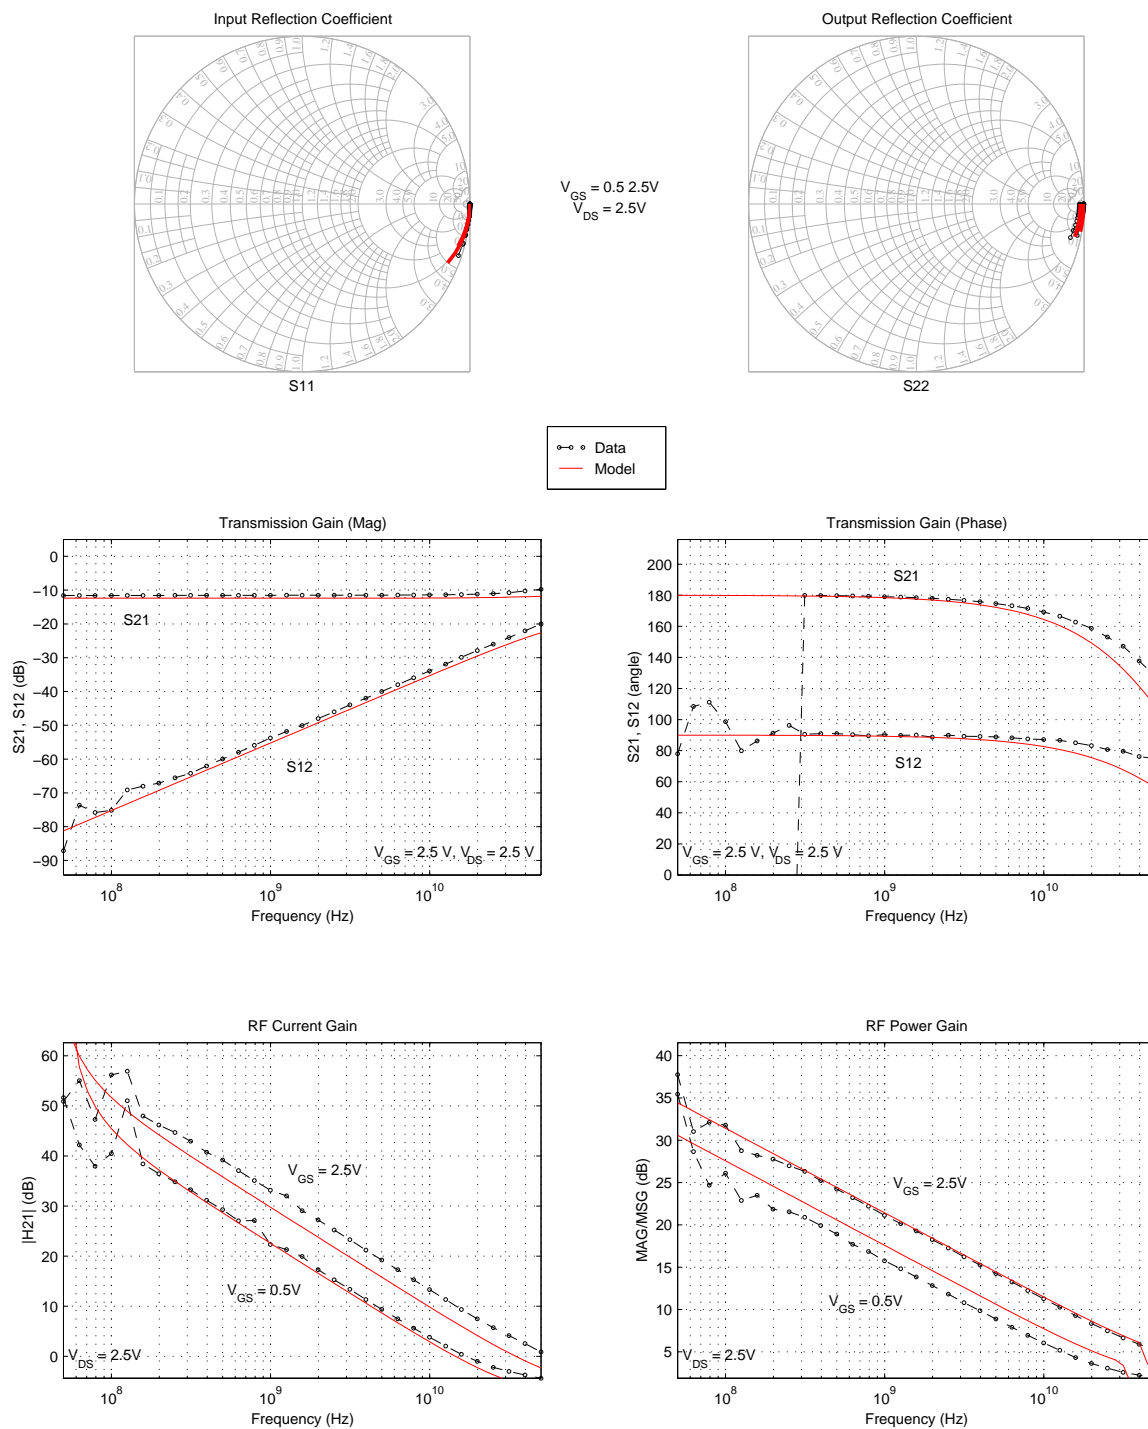 Input Reflection Coefficient
Output Reflection Coefficient
V_GS = 0.5 2.5V
V_DS = 2.5V
S11
S22
Data
Model
Transmission Gain (Mag)
0
−10
−20
−30
−40
−50
−60
−70
−80
−90
S21, S12 (dB)
S21
S12
V_GS = 2.5 V, V_DS = 2.5 V
10^8
10^9
10^10
Frequency (Hz)
Transmission Gain (Phase)
200
180
160
140
120
100
80
60
40
20
0
S21, S12 (angle)
S21
S12
V_GS = 2.5 V, V_DS = 2.5 V
10^8
10^9
10^10
Frequency (Hz)
RF Current Gain
60
50
40
30
20
10
0
|H21| (dB)
V_GS = 2.5V
V_GS = 0.5V
V_DS = 2.5V
10^8
10^9
10^10
Frequency (Hz)
RF Power Gain
40
35
30
25
20
15
10
5
MAG/MSG (dB)
V_GS = 2.5V
V_GS = 0.5V
V_DS = 2.5V
10^8
10^9
10^10
Frequency (Hz)